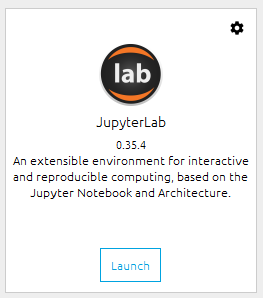 lab
JupyterLab
0.35.4
An extensible environment for interactive
and reproducible computing, based on the
Jupyter Notebook and Architecture.
Launch